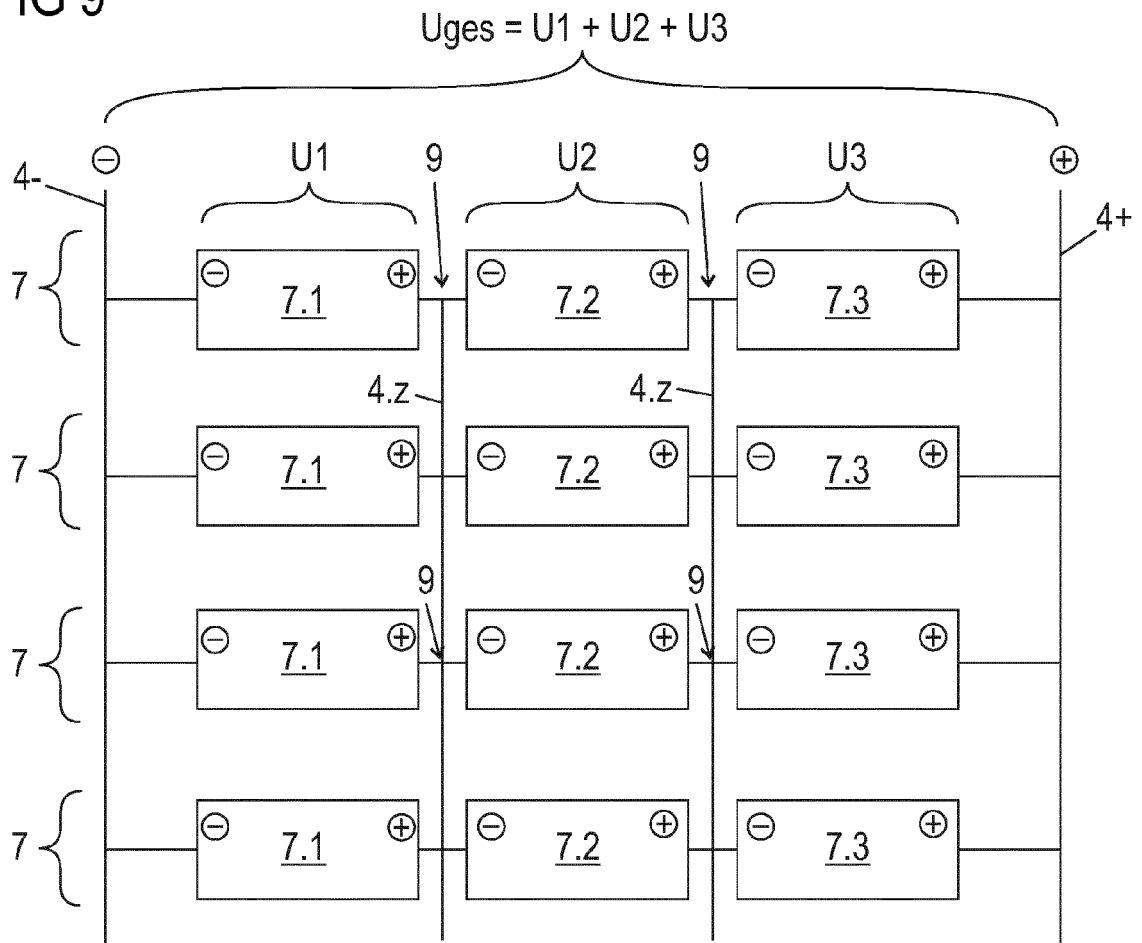 IG 9
Uges = U1 + U2 + U3
⊖ U1 9 U2 9 U3 ⊕
4-
4+
7 ⊖ 7.1 ⊕ ⊖ 7.2 ⊕ ⊖ 7.3 ⊕
4.z 4.z
7 ⊖ 7.1 ⊕ ⊖ 7.2 ⊕ ⊖ 7.3 ⊕
9 9
7 ⊖ 7.1 ⊕ ⊖ 7.2 ⊕ ⊖ 7.3 ⊕
7 ⊖ 7.1 ⊕ ⊖ 7.2 ⊕ ⊖ 7.3 ⊕